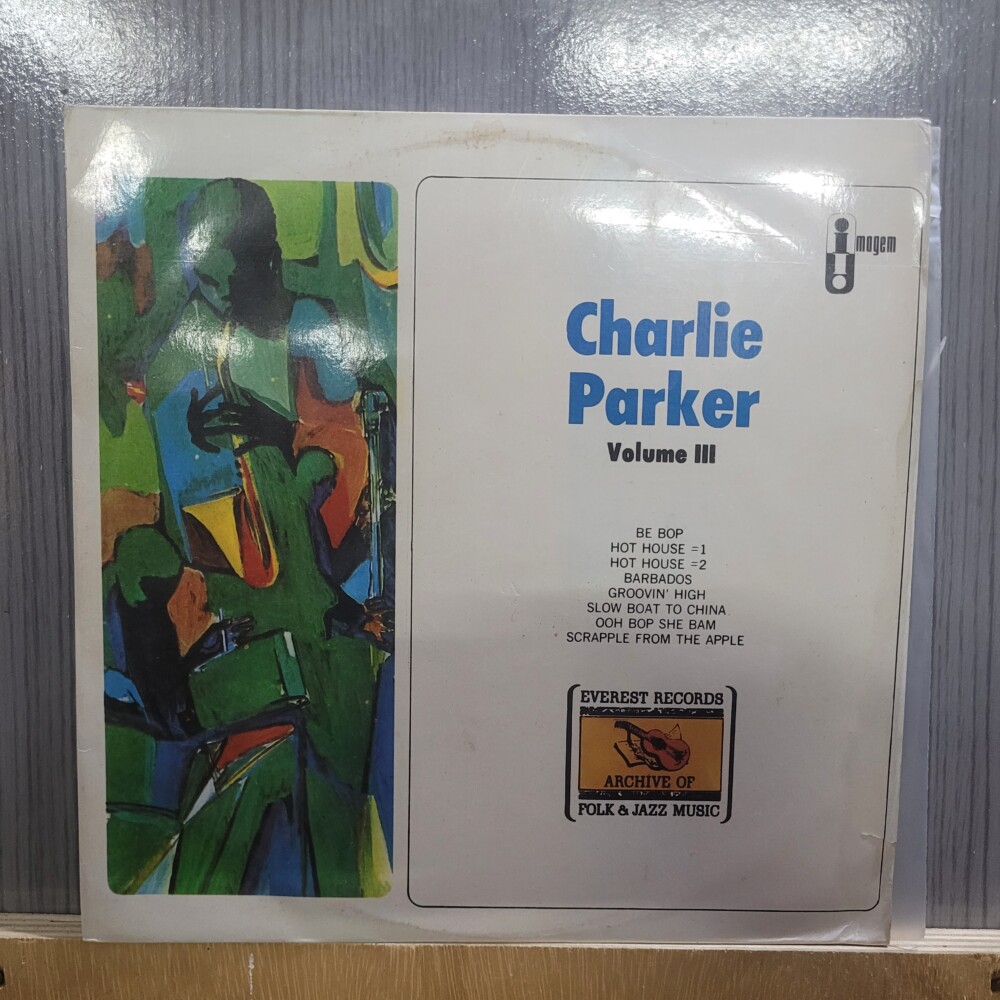 imagem
Charlie
Parker
Volume III
BE BOP
HOT HOUSE =1
HOT HOUSE =2
BARBADOS
GROOVIN' HIGH
SLOW BOAT TO CHINA
OOH BOP SHE BAM
SCRAPPLE FROM THE APPLE
EVEREST RECORDS
ARCHIVE OF
FOLK & JAZZ MUSIC